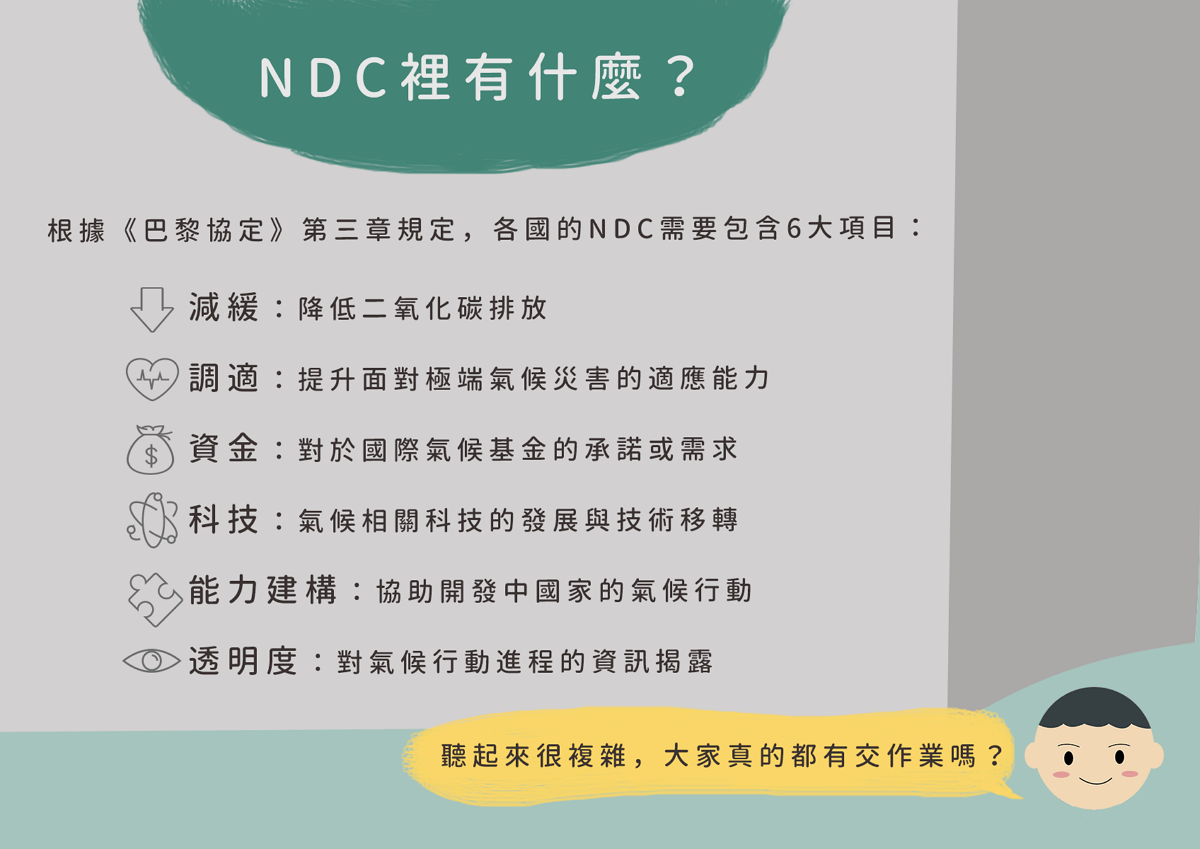 NDC裡有什麼？
根據《巴黎協定》第三章規定，各國的NDC需要包含6大項目：
減緩：降低二氧化碳排放
調適：提升面對極端氣候災害的適應能力
$
資金：對於國際氣候基金的承諾或需求
科技：氣候相關科技的發展與技術移轉
能力建構：協助開發中國家的氣候行動
透明度：對氣候行動進程的資訊揭露
聽起來很複雜，大家真的都有交作業嗎？